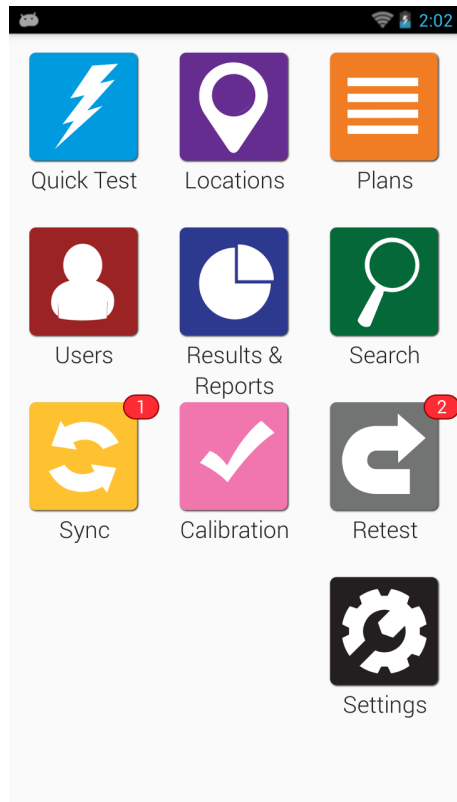 2:02
Quick Test
Locations
Plans
Users
Results &
Reports
Search
1
2
Sync
Calibration
Retest
Settings